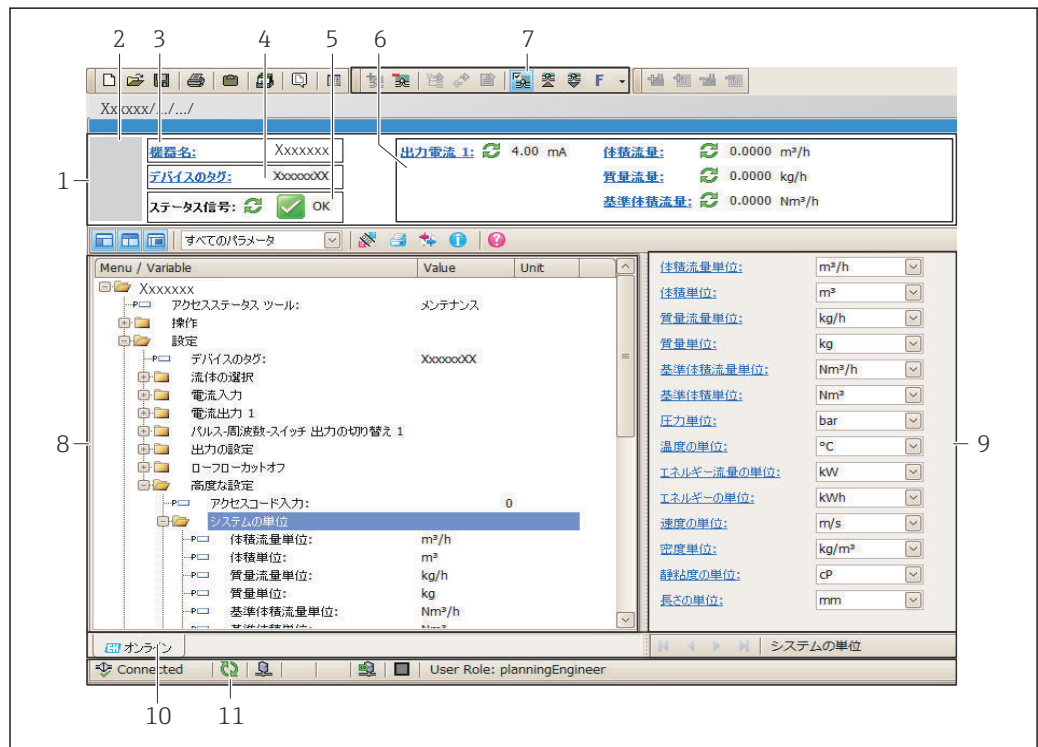 2 3 4 5 6 7
F
Xxxxxx/../../
1
機器名: Xxxxxxx
デバイスのタグ: XxxxxxXX
ステータス信号: OK
出力電流 1: 4.00 mA
体積流量: 0.0000 m³/h
質量流量: 0.0000 kg/h
基準体積流量: 0.0000 Nm³/h
すべてのパラメータ
8
Menu / Variable Value Unit
Xxxxxxx
アクセスステータス ツール: メンテナンス
操作
設定
デバイスのタグ: XxxxxxXX
流体の選択
電流入力
電流出力 1
パルス-周波数-スイッチ 出力の切り替え 1
出力の設定
ローフローカットオフ
高度な設定
アクセスコード入力: 0
システムの単位
体積流量単位: m³/h
体積単位: m³
質量流量単位: kg/h
質量単位: kg
基準体積流量単位: Nm³/h
体積流量単位: m³/h
体積単位: m³
質量流量単位: kg/h
質量単位: kg
基準体積流量単位: Nm³/h
基準体積単位: Nm³
圧力単位: bar
温度の単位: °C
エネルギー流量の単位: kW
エネルギーの単位: kWh
速度の単位: m/s
密度単位: kg/m³
静粘度の単位: cP
長さの単位: mm
9
オンライン
システムの単位
Connected
User Role: planningEngineer
10 11